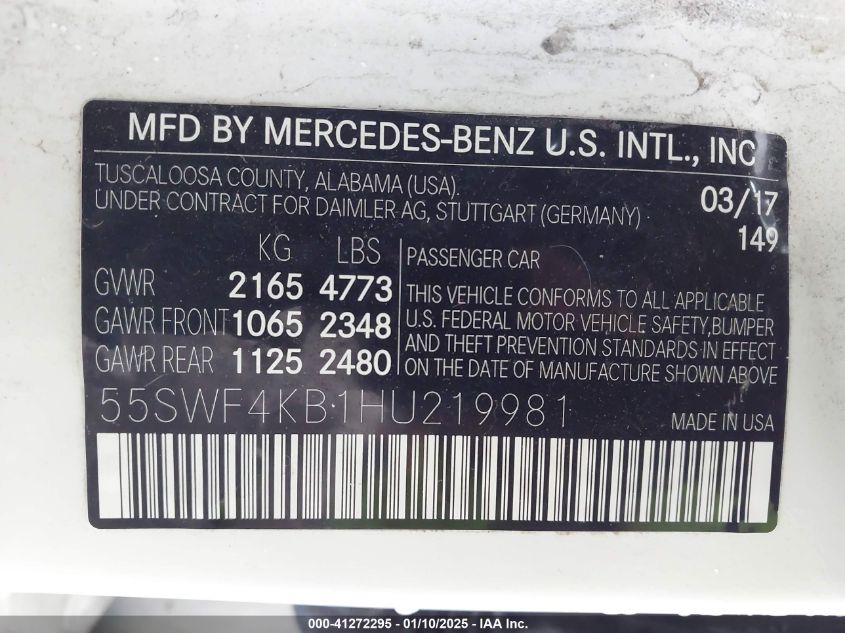 MFD BY MERCEDES-BENZ U.S. INTL., INC
TUSCALOOSA COUNTY, ALABAMA (USA).
UNDER CONTRACT FOR DAIMLER AG, STUTTGART (GERMANY)
03/17
149
KG LBS
GVWR 2165 4773
GAWR FRONT 1065 2348
GAWR REAR 1125 2480
PASSENGER CAR
THIS VEHICLE CONFORMS TO ALL APPLICABLE
U.S. FEDERAL MOTOR VEHICLE SAFETY,BUMPER
AND THEFT PREVENTION STANDARDS IN EFFECT
ON THE DATE OF MANUFACTURE SHOWN ABOVE
55SWF4KB1HU219981
MADE IN USA
000-41272295 - 01/10/2025 - IAA Inc.